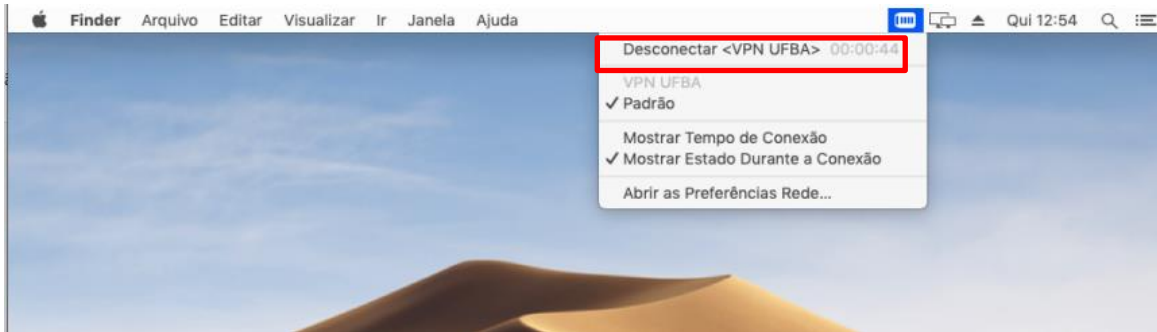 Finder Arquivo Editar Visualizar Ir Janela Ajuda Qui 12:54
Desconectar <VPN UFBA> 00:00:44
VPN UFBA
✓ Padrão
Mostrar Tempo de Conexão
✓ Mostrar Estado Durante a Conexão
Abrir as Preferências Rede...